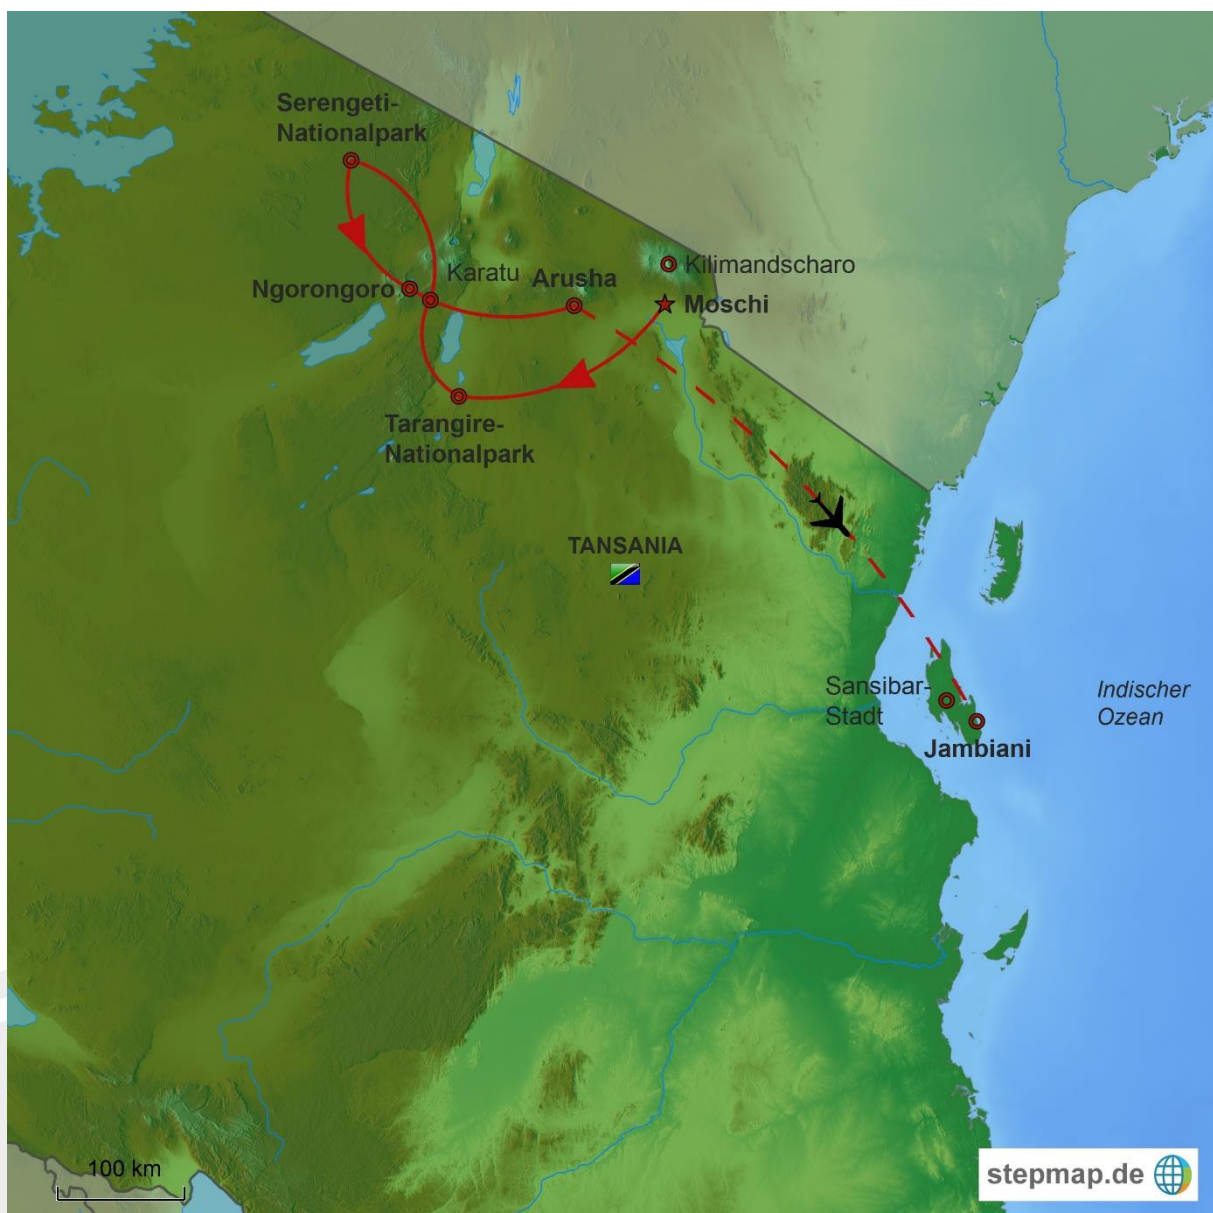 Serengeti-
Nationalpark
Karatu
Ngorongoro
Arusha
Kilimandscharo
Moschi
Tarangire-
Nationalpark
TANSANIA
Sansibar-
Stadt
Jambiani
Indischer
Ozean
100 km
stepmap.de